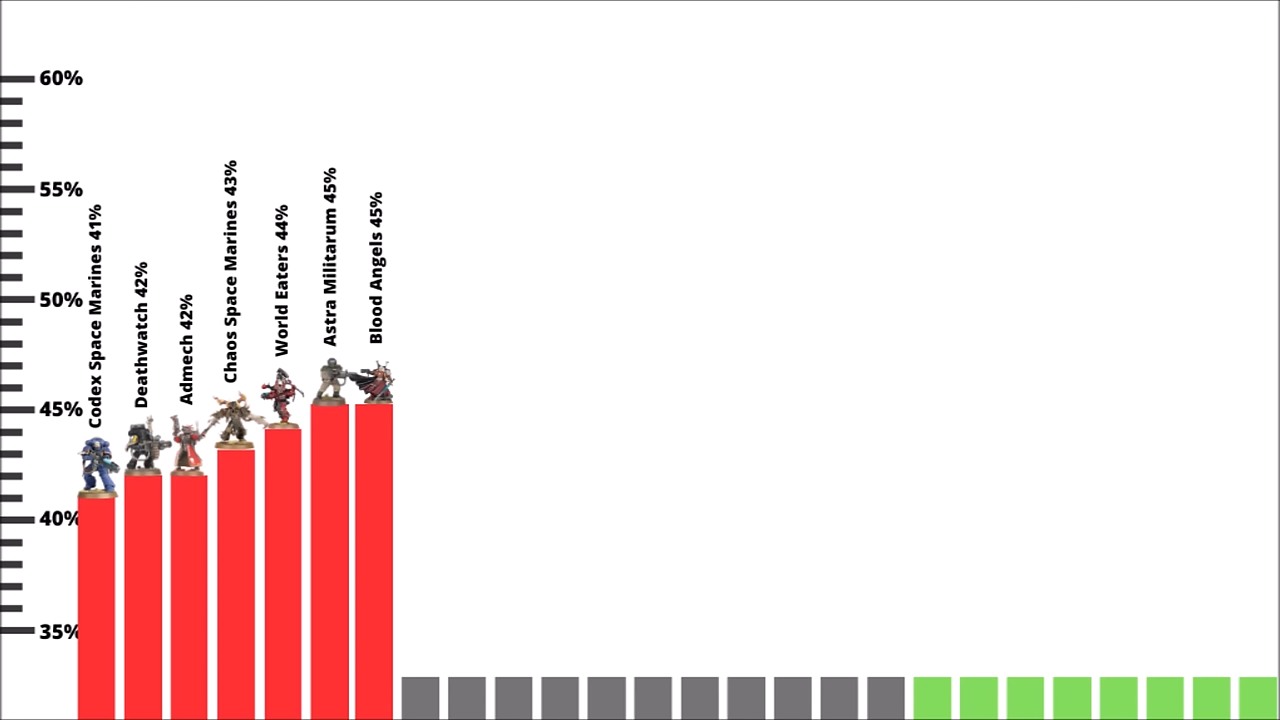 60%
55%
50%
45%
40%
35%
Codex Space Marines 41%
Deathwatch 42%
Admech 42%
Chaos Space Marines 43%
World Eaters 44%
Astra Militarum 45%
Blood Angels 45%